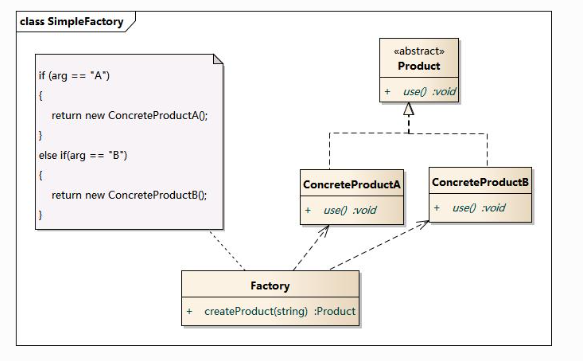 class SimpleFactory
if (arg == "A")
{
return new ConcreteProductA();
}
else if(arg == "B")
{
return new ConcreteProductB();
}
«abstract»
Product
+ use() :void
ConcreteProductA
+ use() :void
ConcreteProductB
+ use() :void
Factory
+ createProduct(string) :Product